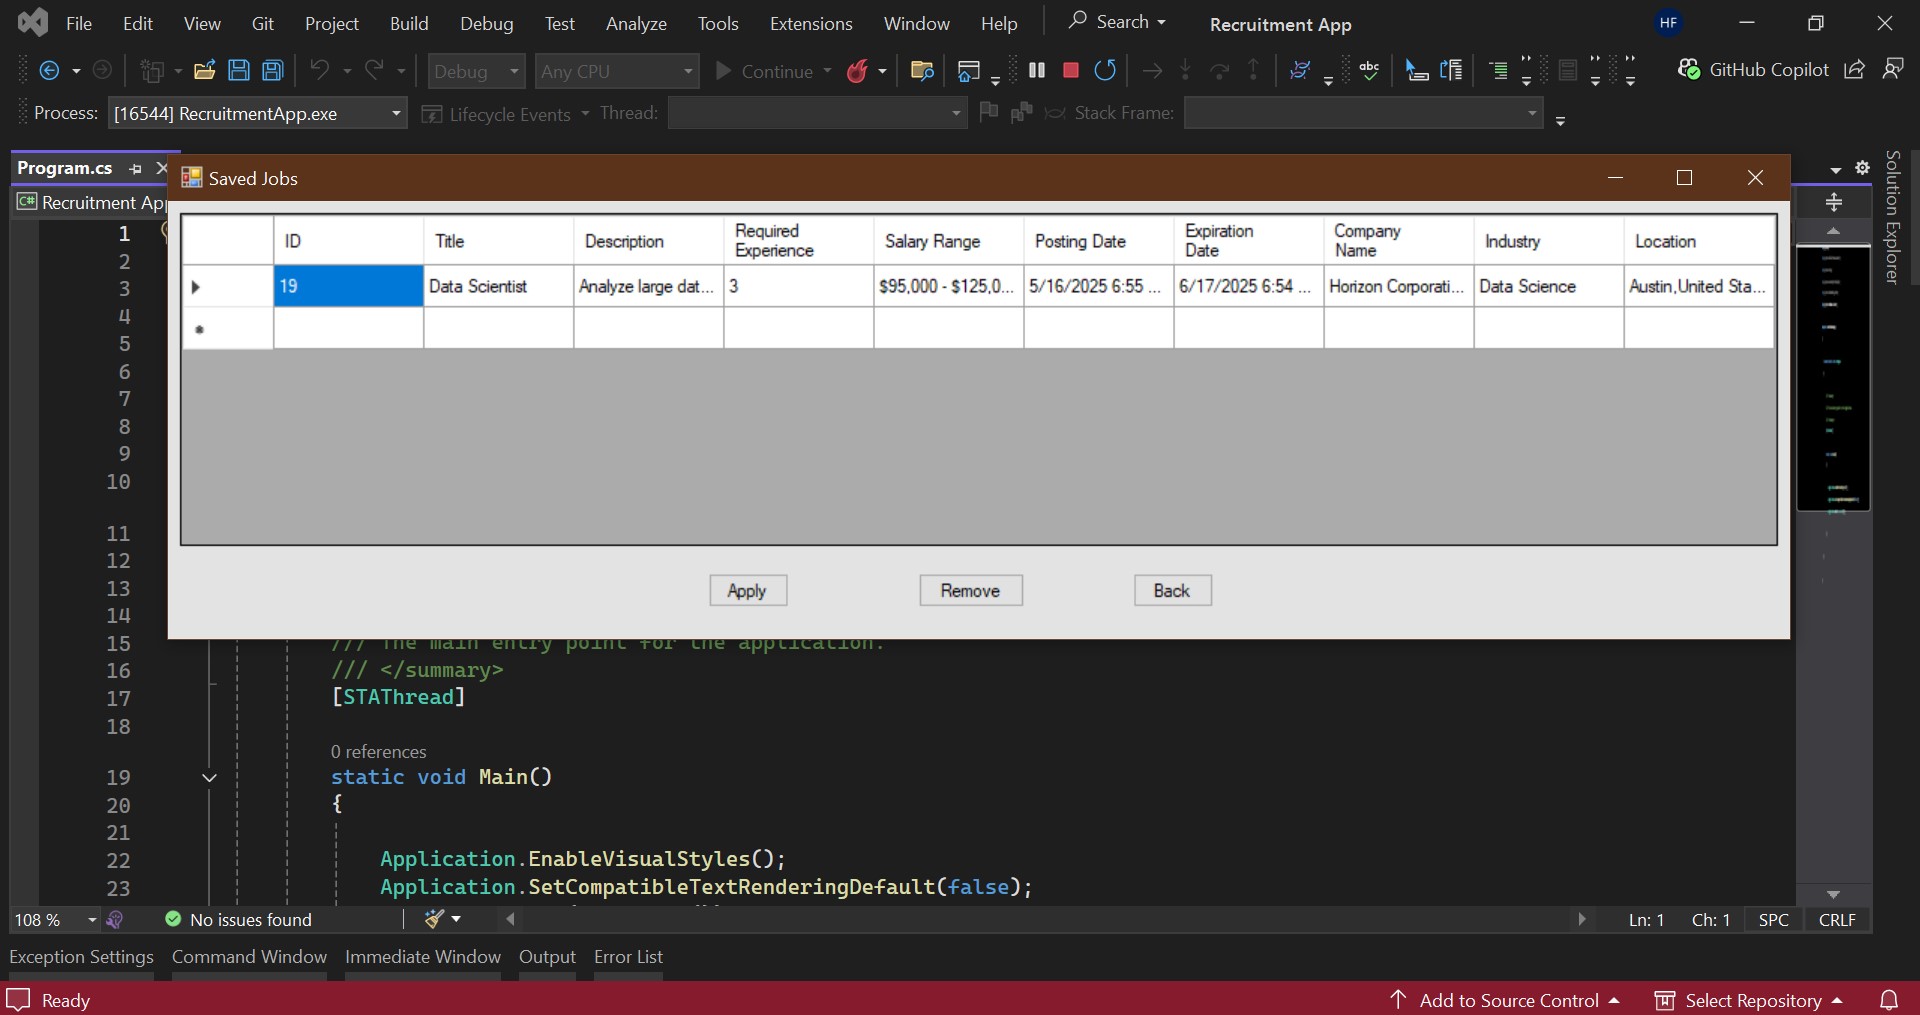 File Edit View Git Project Build Debug Test Analyze Tools Extensions Window Help Search Recruitment App HF
Debug Any CPU Continue abc GitHub Copilot
Process: [16544] RecruitmentApp.exe Lifecycle Events Thread: Stack Frame:
Program.cs
Saved Jobs
C# Recruitment App
Solution Explorer
ID Title Description Required Experience Salary Range Posting Date Expiration Date Company Name Industry Location
19 Data Scientist Analyze large dat... 3 $95,000 - $125,0... 5/16/2025 6:55 ... 6/17/2025 6:54 ... Horizon Corporati... Data Science Austin,United Sta...
Apply Remove Back
1
2
3
4
5
6
7
8
9
10
11
12
13
14
15 /// The main entry point for the application.
16 /// </summary>
17 [STAThread]
18
0 references
19 static void Main()
20 {
21
22 Application.EnableVisualStyles();
23 Application.SetCompatibleTextRenderingDefault(false);
108 % No issues found Ln: 1 Ch: 1 SPC CRLF
Exception Settings Command Window Immediate Window Output Error List
Ready Add to Source Control Select Repository